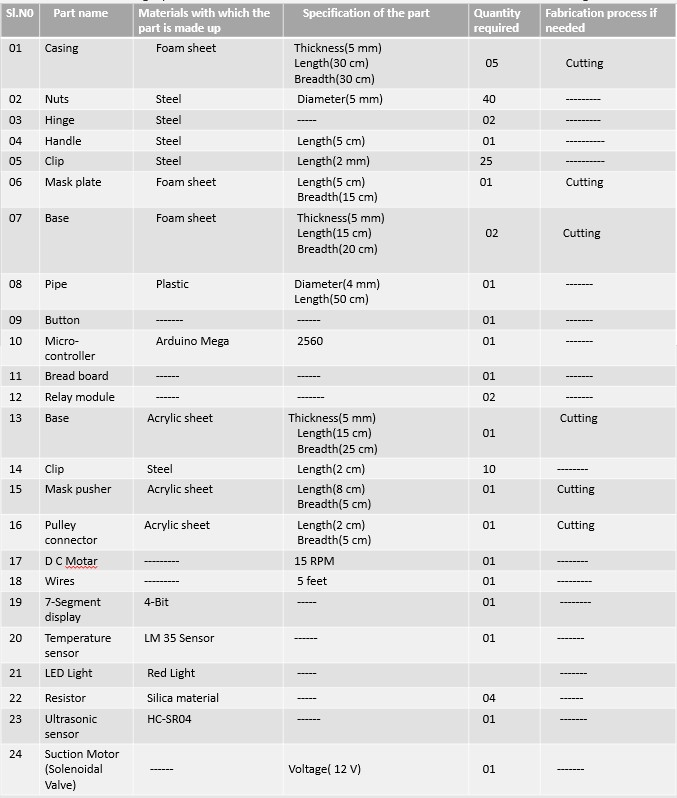 Sl.N0 Part name Materials with which the part is made up Specification of the part Quantity required Fabrication process if needed
01 Casing Foam sheet Thickness(5 mm)
Length(30 cm) 05 Cutting
Breadth(30 cm)
02 Nuts Steel Diameter(5 mm) 40 ---------
03 Hinge Steel ----- 02 ---------
04 Handle Steel Length(5 cm) 01 ----------
05 Clip Steel Length(2 mm) 25 ----------
06 Mask plate Foam sheet Length(5 cm) 01 Cutting
Breadth(15 cm)
07 Base Foam sheet Thickness(5 mm)
Length(15 cm) 02 Cutting
Breadth(20 cm)
08 Pipe Plastic Diameter(4 mm) 01 -------
Length(50 cm)
09 Button ------- ------ 01 -------
10 Micro- Arduino Mega 2560 01 -------
controller
11 Bread board ------ ------ 01 -------
12 Relay module ------ ------- 02 -------
13 Base Acrylic sheet Thickness(5 mm) Cutting
Length(15 cm) 01
Breadth(25 cm)
14 Clip Steel Length(2 cm) 10 --------
15 Mask pusher Acrylic sheet Length(8 cm) 01 Cutting
Breadth(5 cm)
16 Pulley Acrylic sheet Length(2 cm) 01 Cutting
connector Breadth(5 cm)
17 D C Motar --------- 15 RPM 01 --------
18 Wires --------- 5 feet 01 ---------
19 7-Segment 4-Bit ----- 01 --------
display
20 Temperature LM 35 Sensor ------ 01 -------
sensor
21 LED Light Red Light ----- -------
22 Resistor Silica material ----- 04 ------
23 Ultrasonic HC-SR04 ------ 01 -------
sensor
24 Suction Motor
(Solenoidal ------ Voltage( 12 V) 01 -------
Valve)